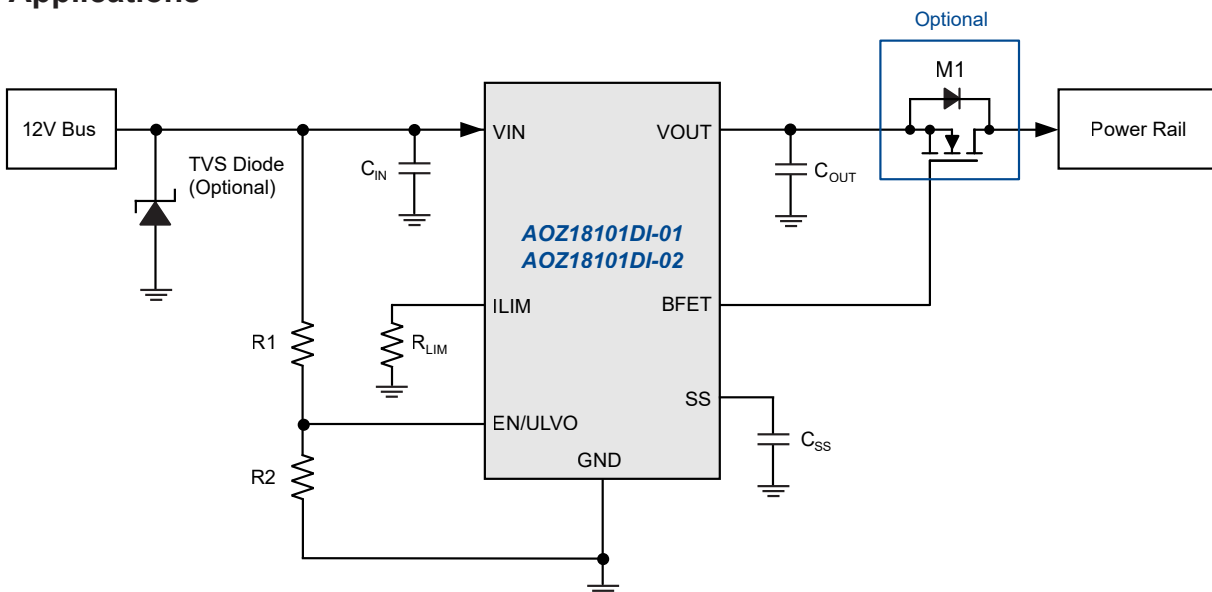 Applications
Optional
M1
12V Bus
VIN
VOUT
Power Rail
TVS Diode
(Optional)
CIN
COUT
AOZ18101DI-01
AOZ18101DI-02
ILIM
BFET
R1
RLIM
SS
EN/ULVO
CSS
GND
R2